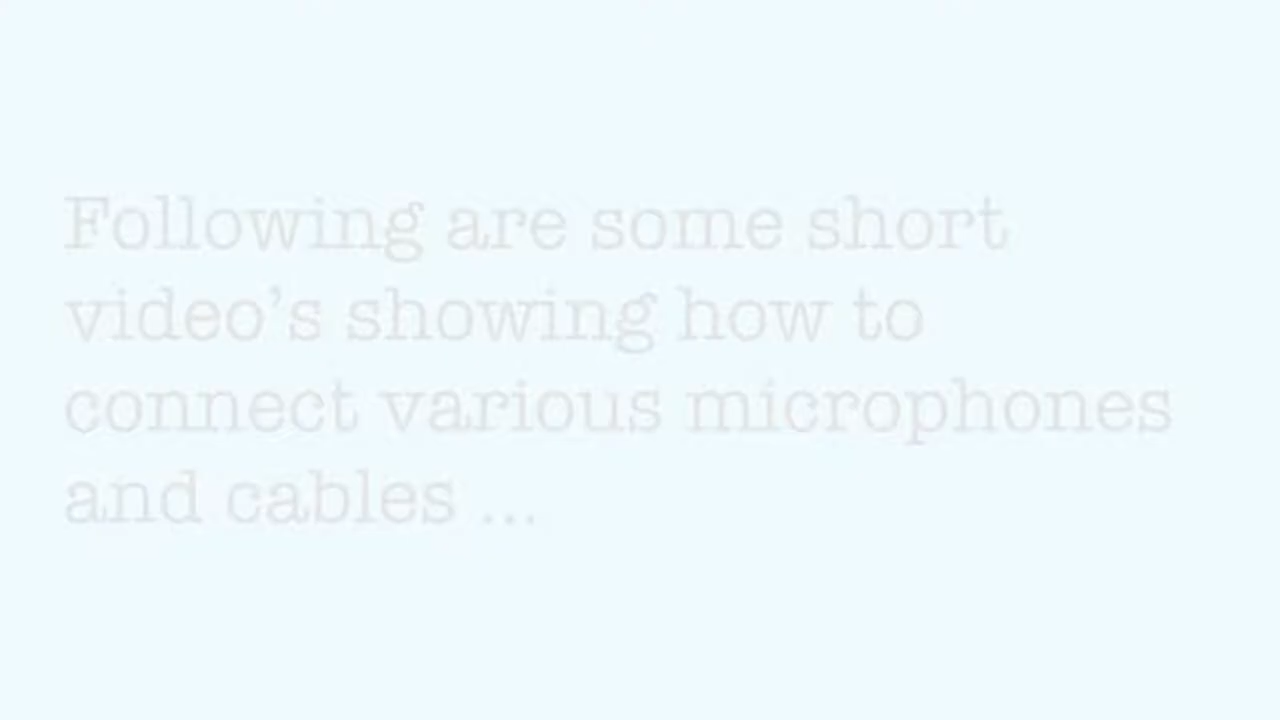 Following are some short
video's showing how to
connect various microphones
and cables ...